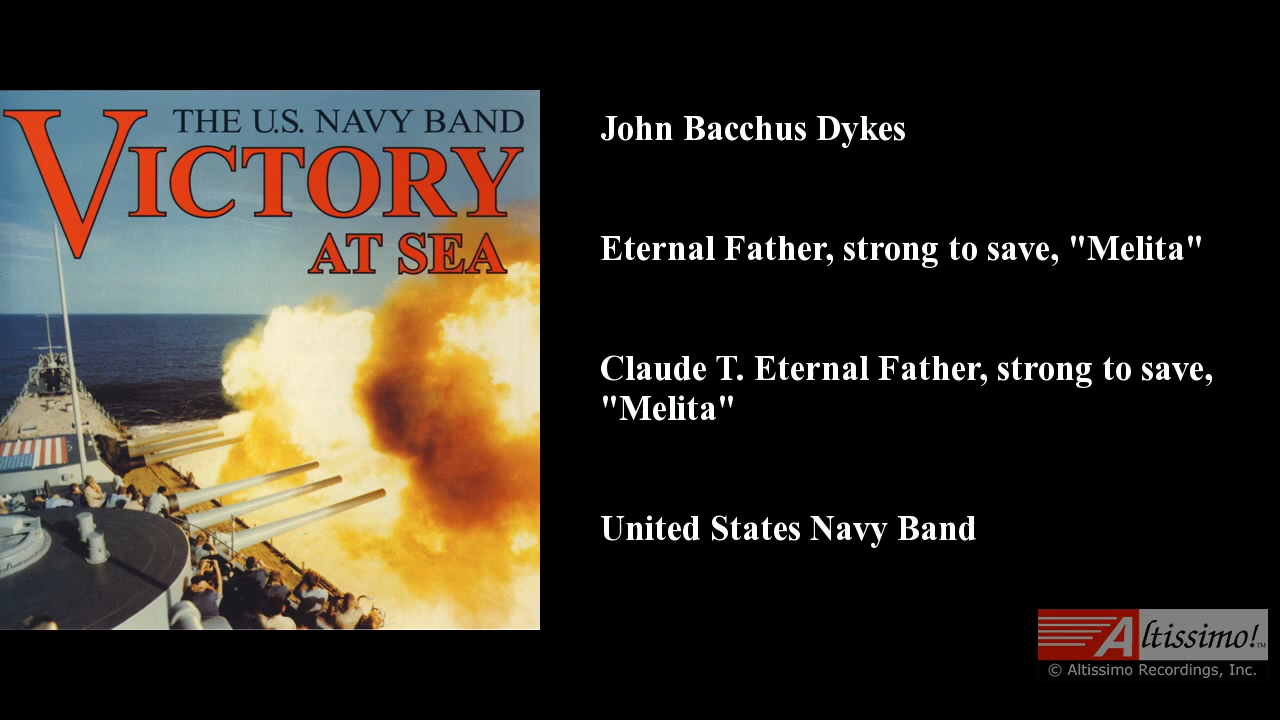 THE U.S. NAVY BAND
VICTORY
AT SEA
John Bacchus Dykes
Eternal Father, strong to save, "Melita"
Claude T. Eternal Father, strong to save,
"Melita"
United States Navy Band
Altissimo!™
© Altissimo Recordings, Inc.